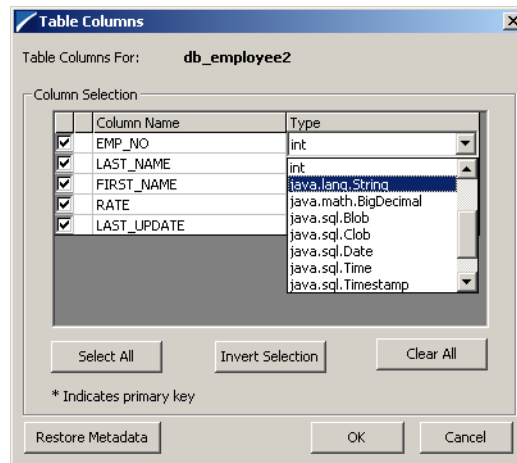 Table Columns
Table Columns For: db_employee2
Column Selection
Column Name Type
EMP_NO int
LAST_NAME int
FIRST_NAME java.lang.String
RATE java.math.BigDecimal
LAST_UPDATE java.sql.Blob
java.sql.Clob
java.sql.Date
java.sql.Time
java.sql.Timestamp
Select All Invert Selection Clear All
* Indicates primary key
Restore Metadata OK Cancel